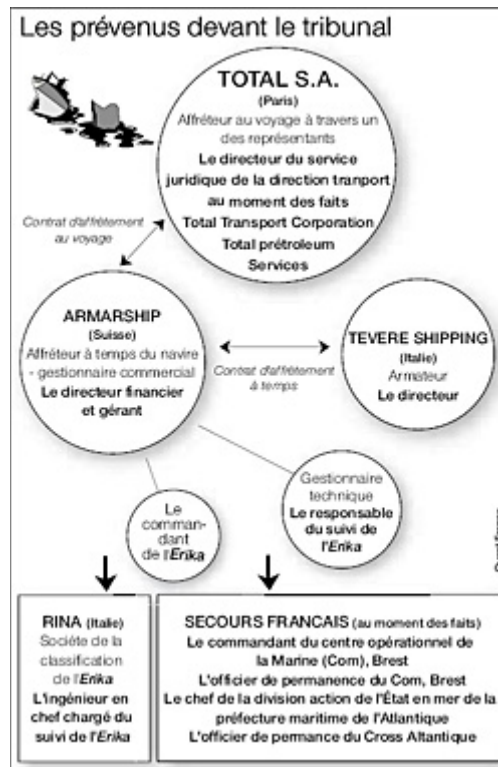 Les prévenus devant le tribunal
TOTAL S.A.
(Paris)
Affréteur au voyage à travers un
des représentants
Le directeur du service
juridique de la direction tranport
au moment des faits
Total Transport Corporation
Total prétroleum
Services
Contrat d'affrètement
au voyage
ARMARSHIP
(Suisse)
Affréteur à temps du navire
- gestionnaire commercial
Le directeur financier
et gérant
Contrat d'affrètement
à temps
TEVERE SHIPPING
(Italie)
Armateur
Le directeur
Le
comman-
dant
de l'Erika
Gestionnaire
technique
Le responsable
du suivi de
l'Erika
RINA (Italie)
Sociéte de la
classification
de l'Erika
L'ingénieur en
chef chargé du
suivi de l'Erika
SECOURS FRANCAIS (au moment des faits)
Le commandant du centre opérationnel de
la Marine (Com), Brest
L'officier de permanence du Com, Brest
Le chef de la division action de l'État en mer de la
préfecture maritime de l'Atlantique
L'officier de permance du Cross Altantique